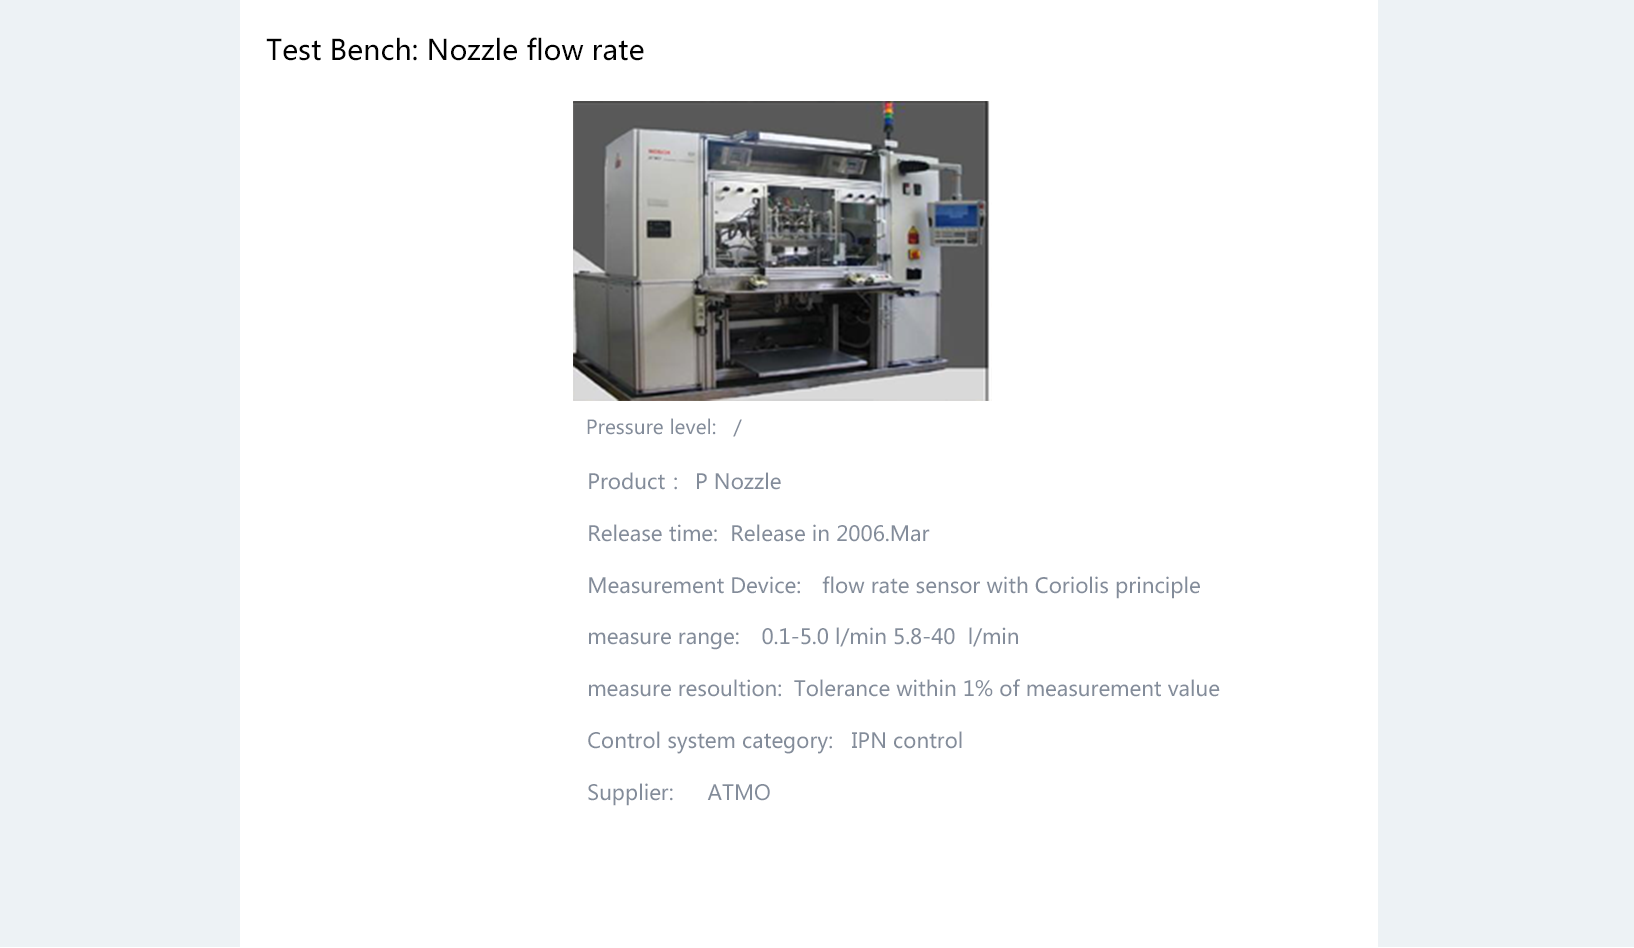 Test Bench: Nozzle flow rate
BOSCH
Pressure level: /
Product : P Nozzle
Release time: Release in 2006.Mar
Measurement Device: flow rate sensor with Coriolis principle
measure range: 0.1-5.0 l/min 5.8-40 l/min
measure resoultion: Tolerance within 1% of measurement value
Control system category: IPN control
Supplier: ATMO